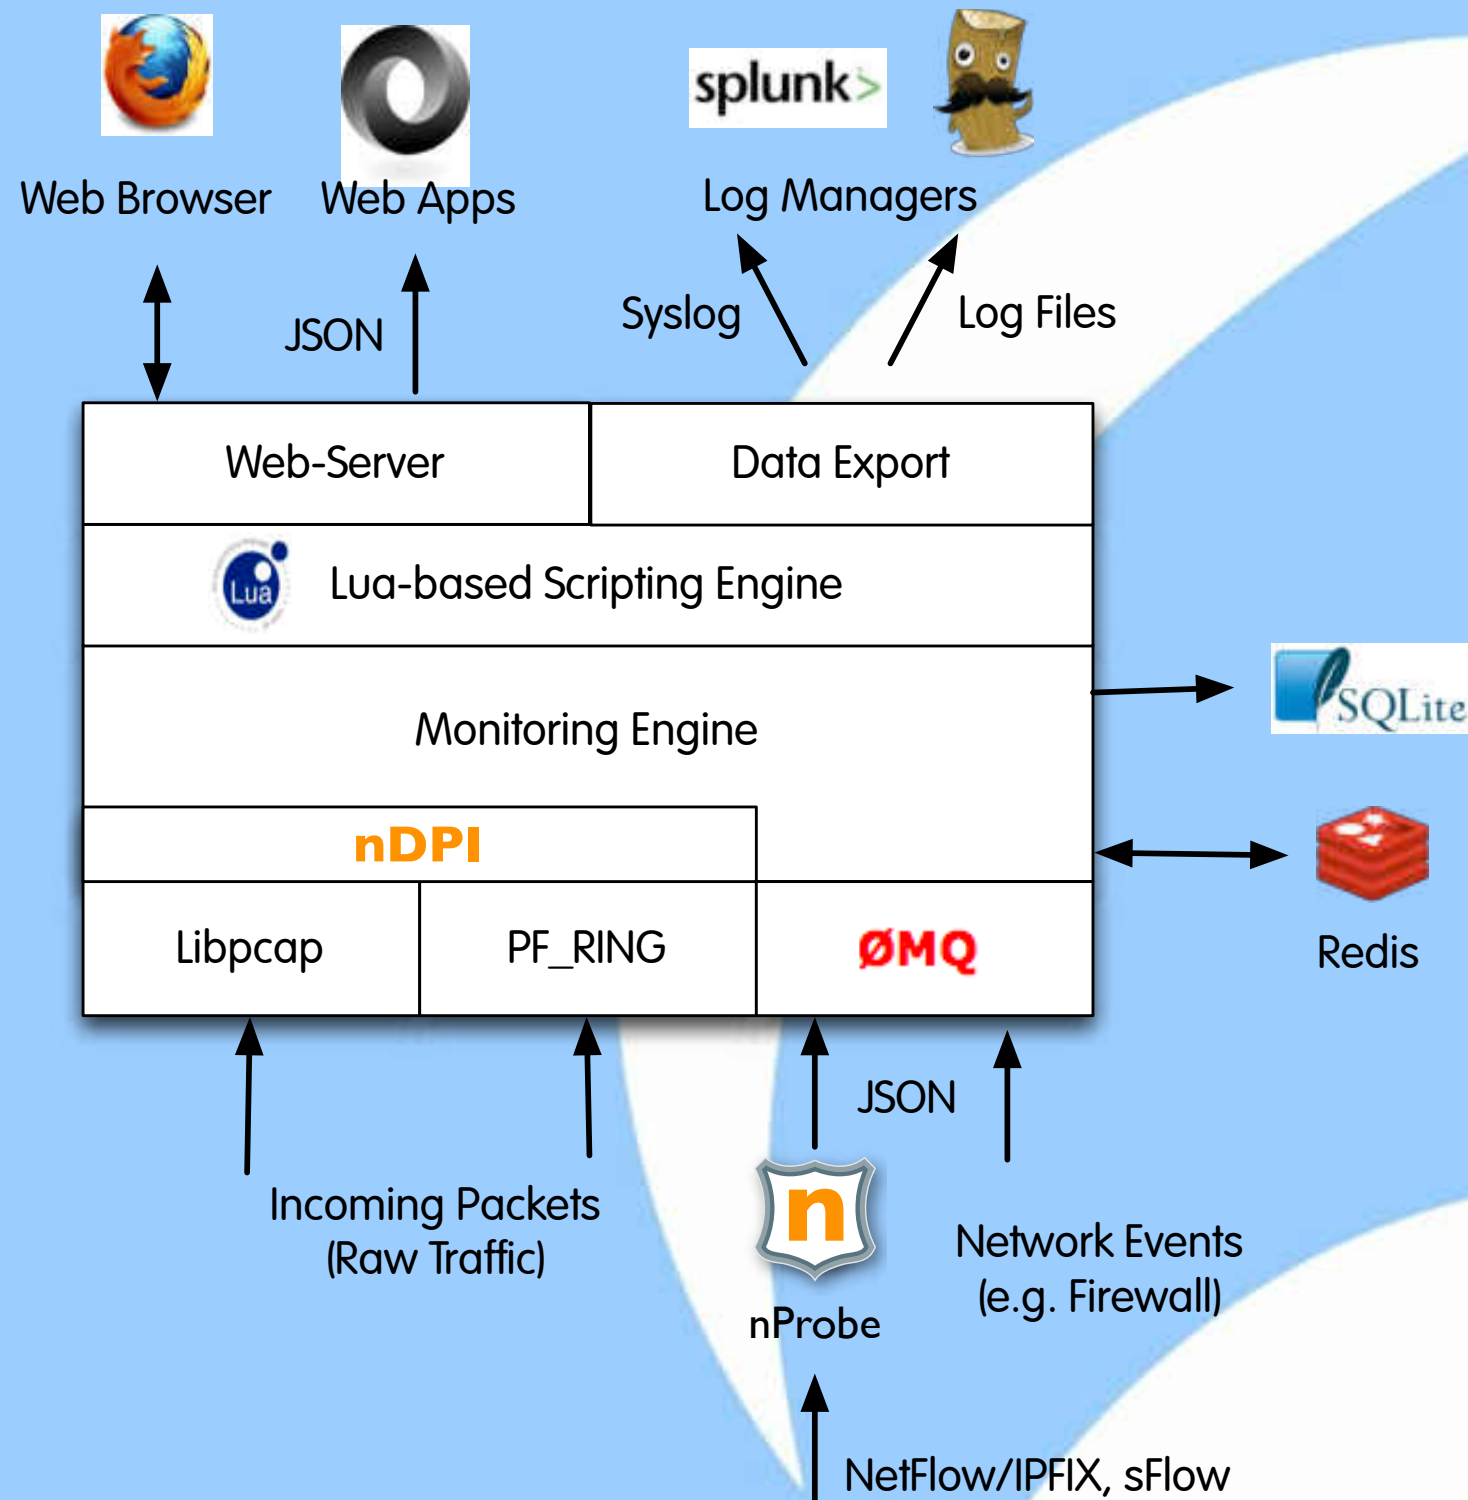 splunk>
Web Browser
Web Apps
Log Managers
Syslog
Log Files
JSON
Web-Server
Data Export
Lua
Lua-based Scripting Engine
SQLite
Monitoring Engine
nDPI
Libpcap
PF_RING
ØMQ
Redis
JSON
Incoming Packets
(Raw Traffic)
n
Network Events
(e.g. Firewall)
nProbe
NetFlow/IPFIX, sFlow